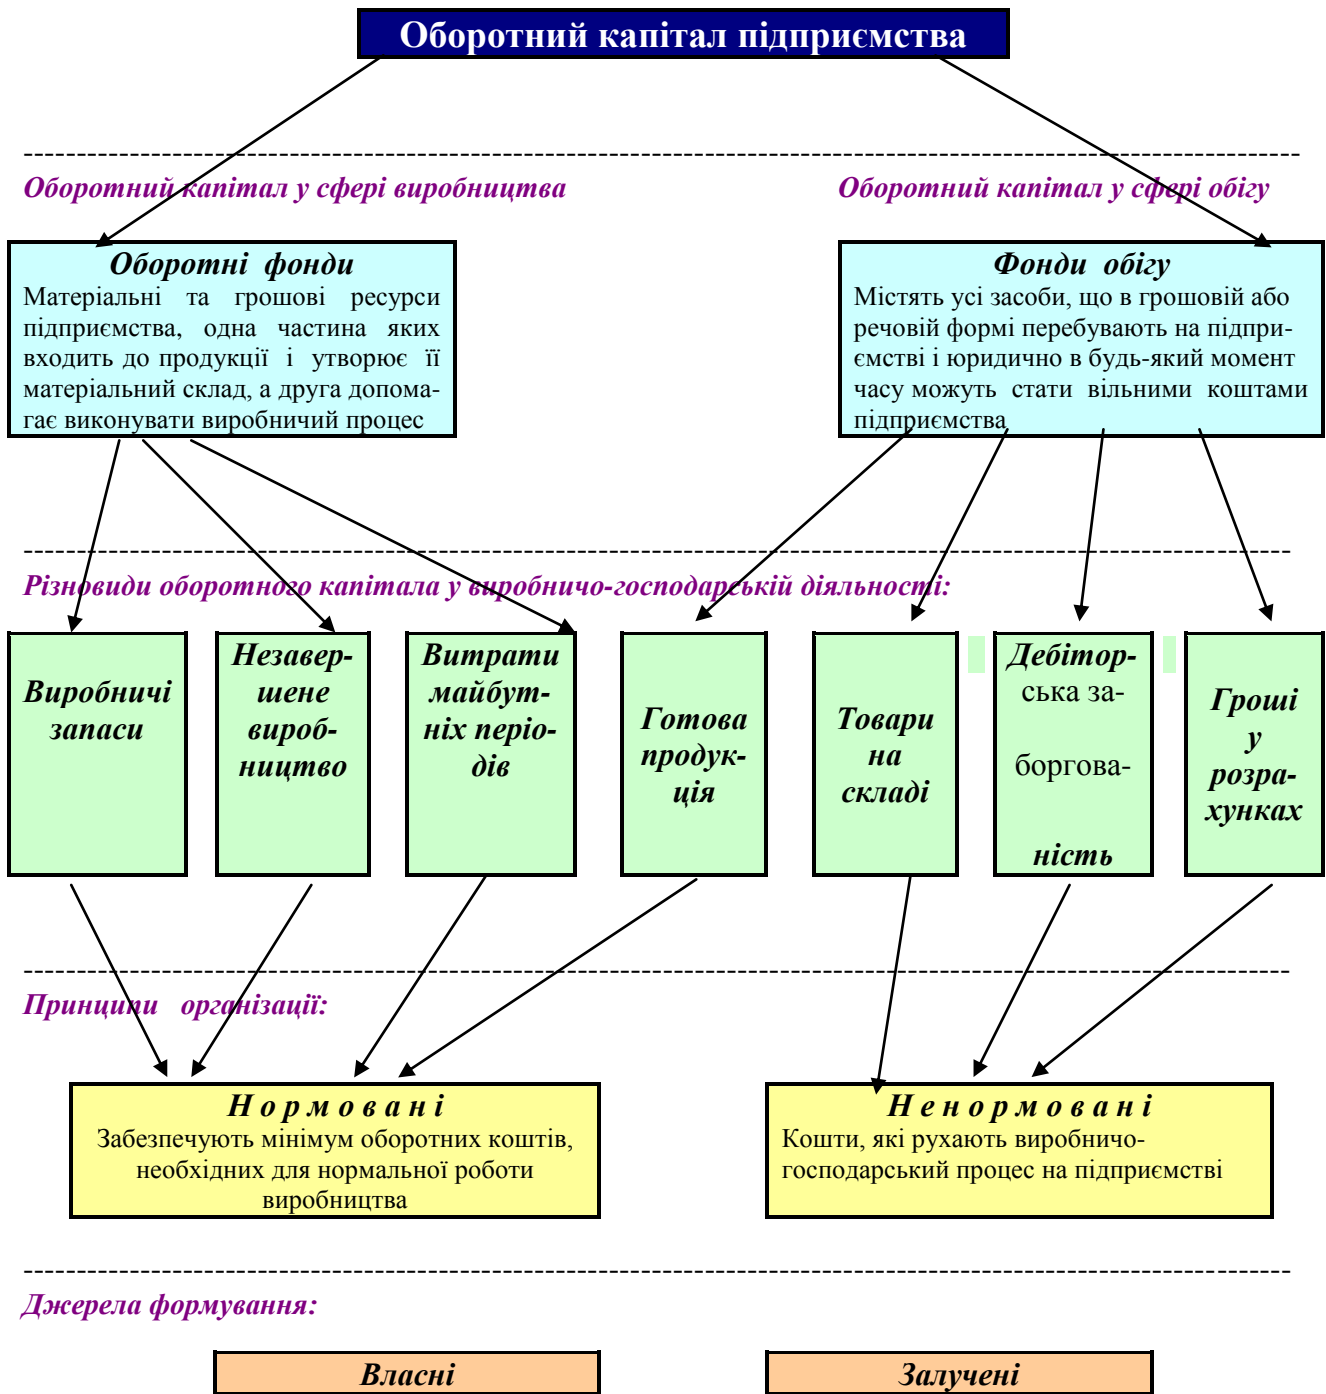 Оборотний капітал підприємства
Оборотний капітал у сфері виробництва
Оборотний капітал у сфері обігу
Оборотні фонди
Матеріальні та грошові ресурси
підприємства, одна частина яких
входить до продукції і утворює її
матеріальний склад, а друга допома-
гає виконувати виробничий процес
Фонди обігу
Містять усі засоби, що в грошовій або
речовій формі перебувають на підпри-
ємстві і юридично в будь-який момент
часу можуть стати вільними коштами
підприємства
Різновиди оборотного капітала у виробничо-господарській діяльності:
Виробничі
запаси
Незавер-
шене
вироб-
ництво
Витрати
майбут-
ніх періо-
дів
Готова
продук-
ція
Товари
на
складі
Дебітор-
ська за-
боргова-
ність
Гроші
у
розра-
хунках
Принципи організації:
Нормовані
Забезпечують мінімум оборотних коштів,
необхідних для нормальної роботи
виробництва
Ненормовані
Кошти, які рухають виробничо-
господарський процес на підприємстві
Джерела формування:
Власні
Залучені